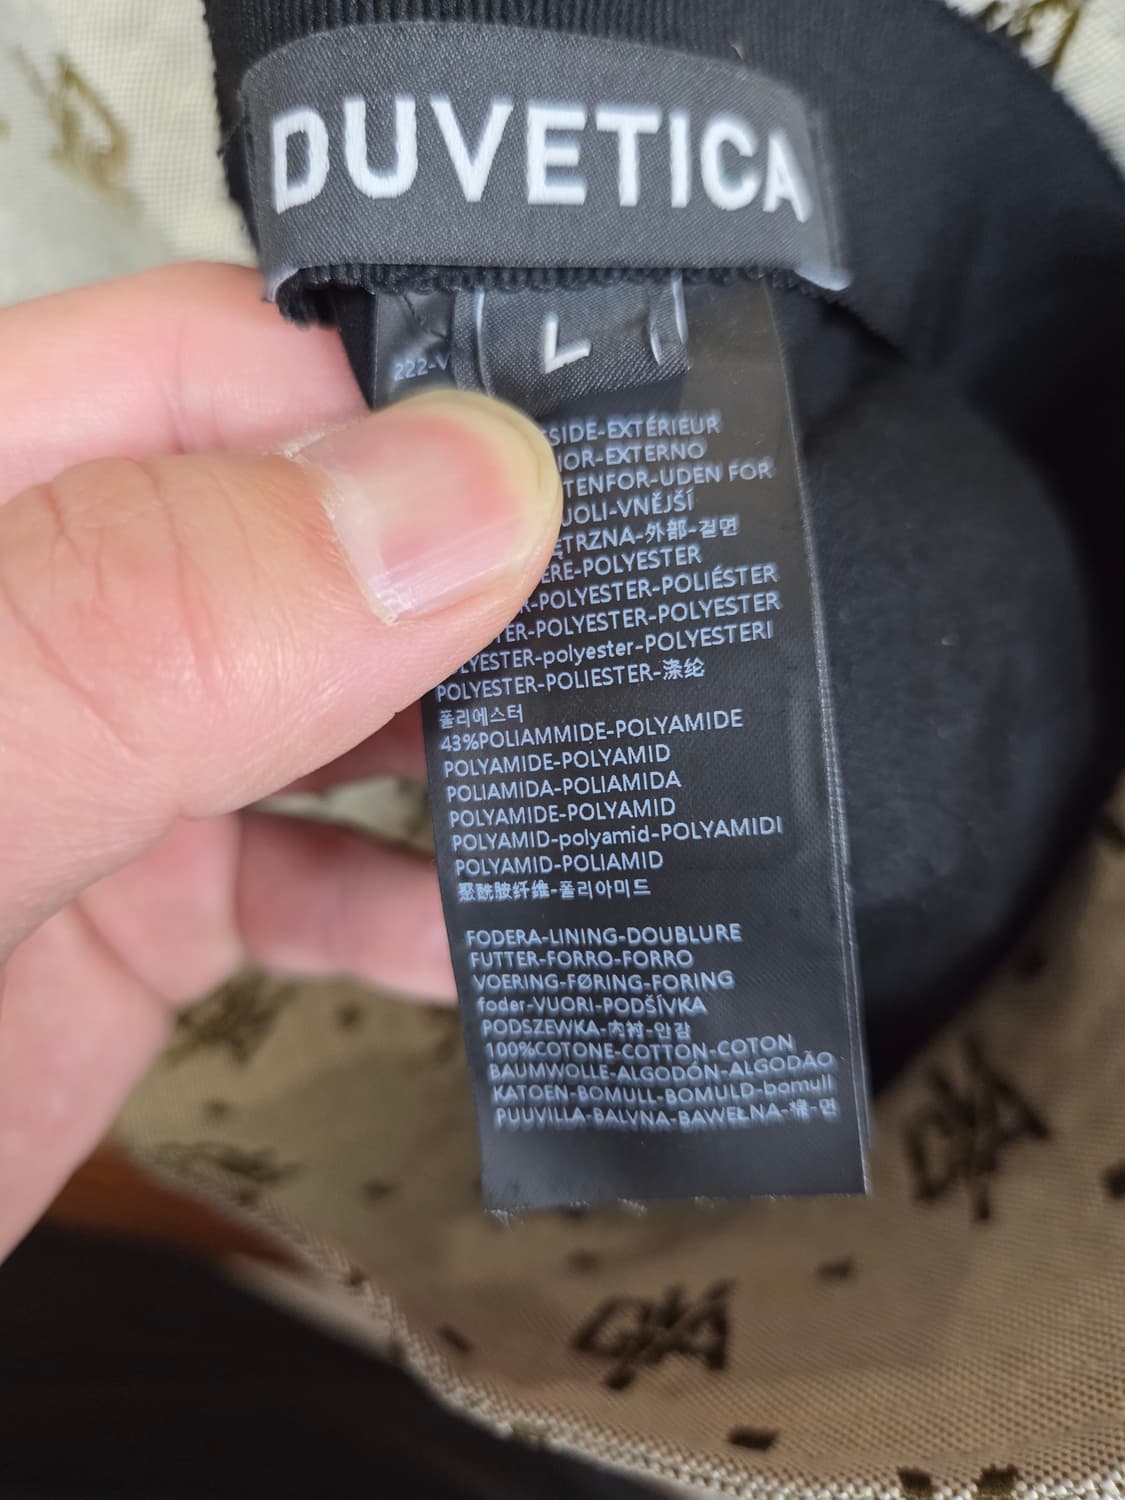 DUVETICA
L
222-V
SIDE-EXTÉRIEUR
IOR-EXTERNO
TENFOR-UDEN FOR
UOLI-VNĚJŠÍ
ĘTRZNA-外部-겉면
ERE-POLYESTER
R-POLYESTER-POLIÉSTER
TER-POLYESTER-POLYESTER
LYESTER-polyester-POLYESTERI
POLYESTER-POLIESTER-涤纶
폴리에스터
43%POLIAMMIDE-POLYAMIDE
POLYAMIDE-POLYAMID
POLIAMIDA-POLIAMIDA
POLYAMIDE-POLYAMID
POLYAMID-polyamid-POLYAMIDI
POLYAMID-POLIAMID
聚酰胺纤维-폴리아미드
FODERA-LINING-DOUBLURE
FUTTER-FORRO-FORRO
VOERING-FØRING-FORING
foder-VUORI-PODŠÍVKA
PODSZEWKA-内衬-안감
100%COTONE-COTTON-COTON
BAUMWOLLE-ALGODÓN-ALGODÃO
KATOEN-BOMULL-BOMULD-bomull
PUUVILLA-BALVNA-BAWEŁNA-棉-면